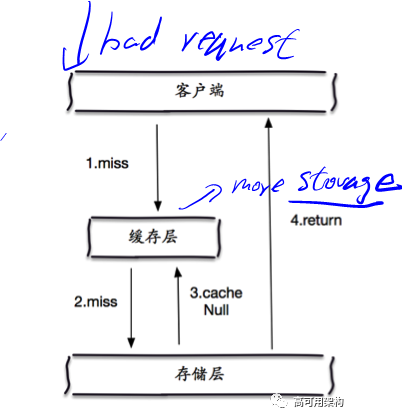 bad request
客户端
1.miss
more storage
4.return
缓存层
2.miss
3.cache
Null
存储层
高可用架构